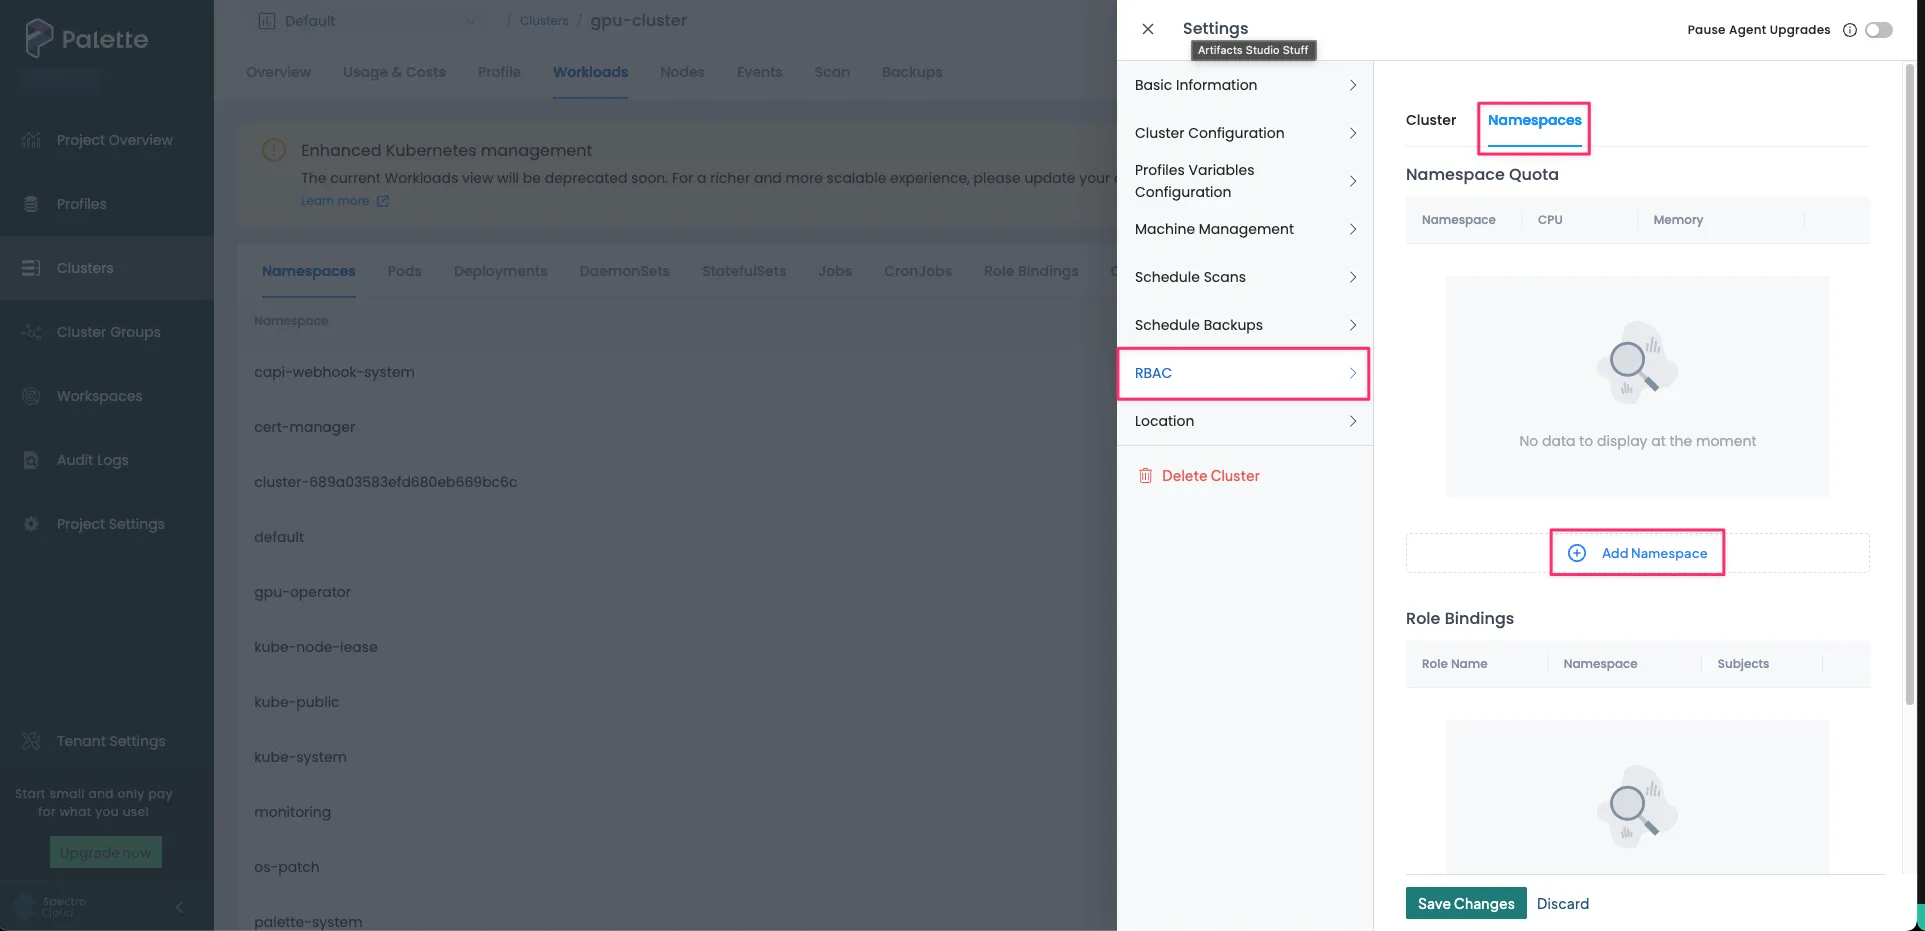 Palette
Project Overview
Profiles
Clusters
Cluster Groups
Workspaces
Audit Logs
Project Settings
Tenant Settings
Start small and only pay
for what you use!
Upgrade now
Spectro
Cloud
Default / Clusters / gpu-cluster
Overview Usage & Costs Profile Workloads Nodes Events Scan Backups
Enhanced Kubernetes management
The current Workloads view will be deprecated soon. For a richer and more scalable experience, please update your
Learn more
Namespaces Pods Deployments DaemonSets StatefulSets Jobs CronJobs Role Bindings
Namespace
capi-webhook-system
cert-manager
cluster-689a03583efd680eb669bc6c
default
gpu-operator
kube-node-lease
kube-public
kube-system
monitoring
os-patch
palette-system
Settings
Artifacts Studio Stuff
Pause Agent Upgrades
Basic Information
Cluster Configuration
Profiles Variables
Configuration
Machine Management
Schedule Scans
Schedule Backups
RBAC
Location
Delete Cluster
Cluster Namespaces
Namespace Quota
Namespace CPU Memory
No data to display at the moment
Add Namespace
Role Bindings
Role Name Namespace Subjects
Save Changes Discard